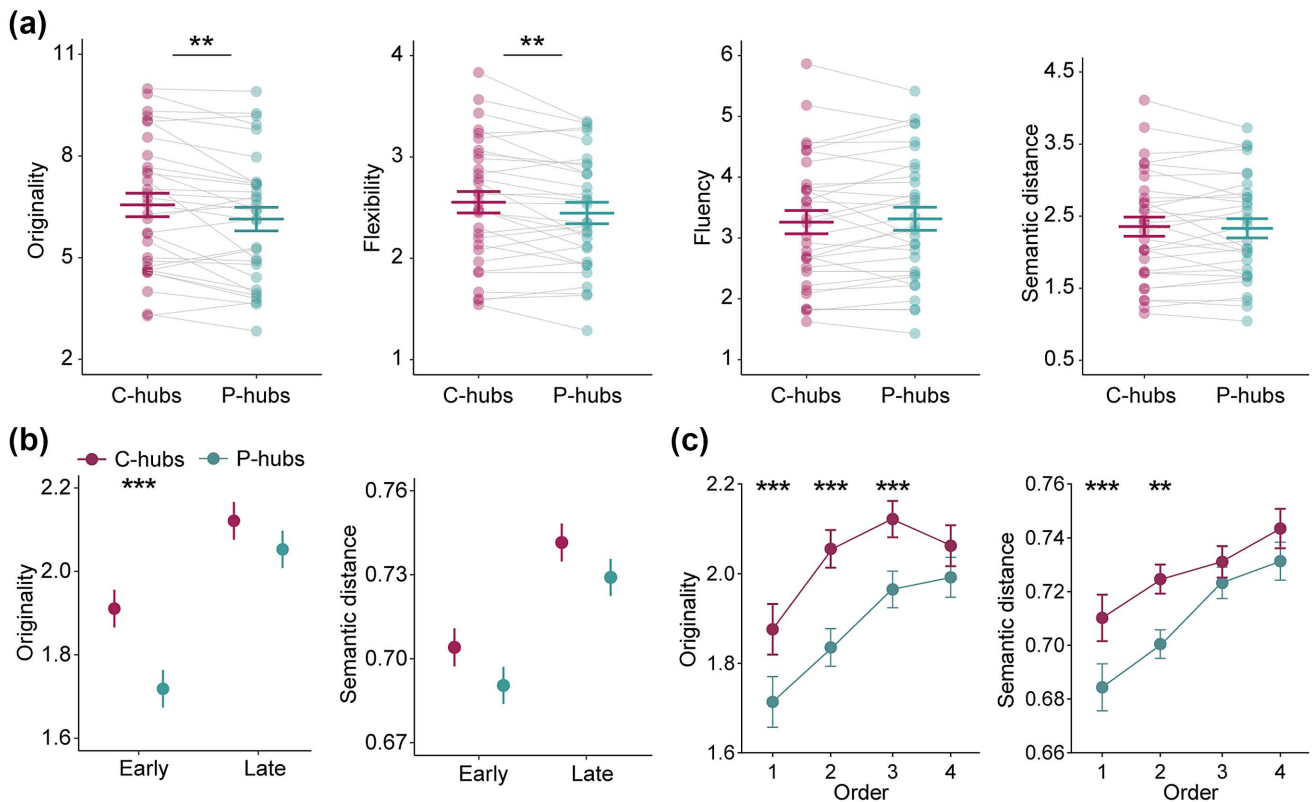 (a)
** 
11
8
5
2
Originality
C-hubs P-hubs
**
4
3
2
1
Flexibility
C-hubs P-hubs
6
5
4
3
2
1
Fluency
C-hubs P-hubs
4.5
3.5
2.5
1.5
0.5
Semantic distance
C-hubs P-hubs
(b)
C-hubs P-hubs
***
2.2
2.0
1.8
1.6
Originality
Early Late
0.76
0.73
0.70
0.67
Semantic distance
Early Late
(c)
*** *** ***
2.2
2.0
1.8
1.6
Originality
1 2 3 4
Order
*** **
0.76
0.74
0.72
0.70
0.68
0.66
Semantic distance
1 2 3 4
Order